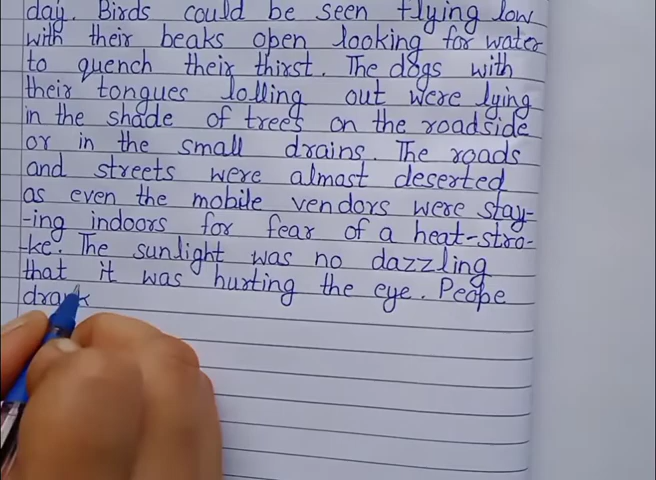 day. Birds could be seen flying low
with their beaks open looking for water
to quench their thirst. The dogs with
their tongues lolling out were lying
in the shade of trees on the roadside
or in the small drains. The roads
and streets were almost deserted
as even the mobile vendors were stay-
-ing indoors for fear of a heat-stro-
-ke. The sunlight was no dazzling
that it was hurting the eye. Peope
drank